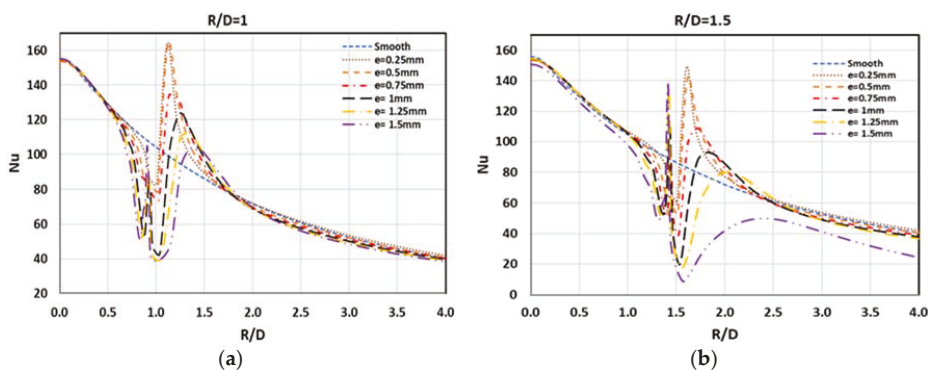 R/D=1
Nu
160
140
120
100
80
60
40
20
0.0 0.5 1.0 1.5 2.0 2.5 3.0 3.5 4.0
R/D
Smooth
e=0.25mm
e=0.5mm
e=0.75mm
e= 1mm
e= 1.25mm
e= 1.5mm
(a)
R/D=1.5
Nu
160
140
120
100
80
60
40
20
0
0.0 0.5 1.0 1.5 2.0 2.5 3.0 3.5 4.0
R/D
Smooth
e=0.25mm
e=0.5mm
e=0.75mm
e= 1mm
e= 1.25mm
e= 1.5mm
(b)